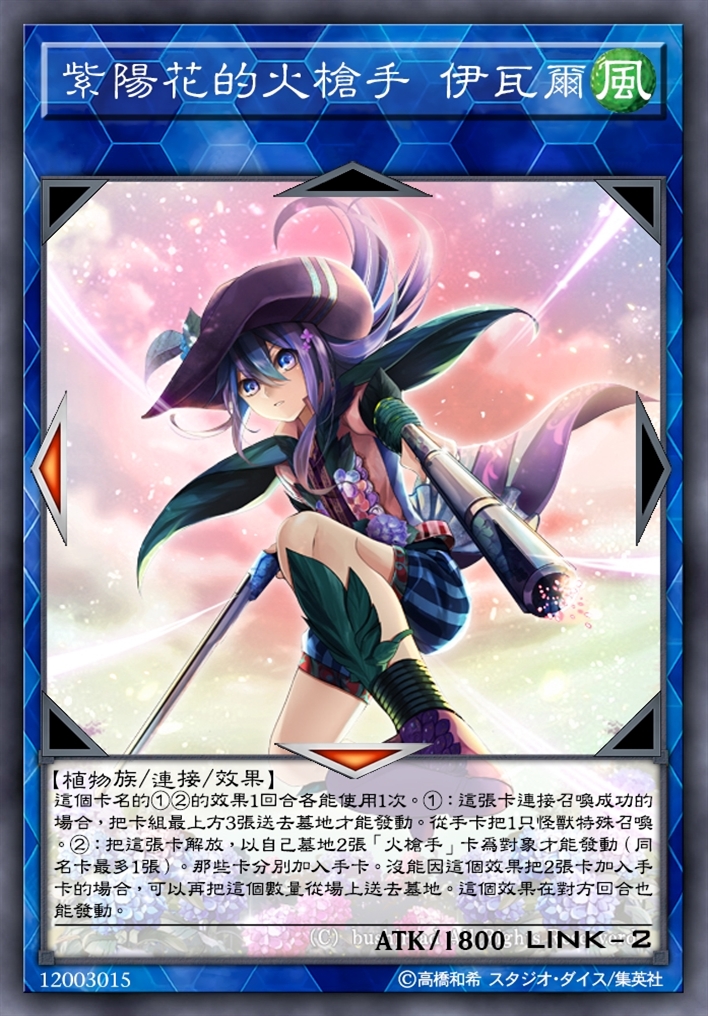 紫陽花的火槍手 伊瓦爾
風
【植物族/連接/效果】
這個卡名的①②的效果1回合各能使用1次。①：這張卡連接召喚成功的
場合，把卡組最上方3張送去墓地才能發動。從手卡把1只怪獸特殊召喚
。②：把這張卡解放，以自己墓地2張「火槍手」卡為對象才能發動（同
名卡最多1張）。那些卡分別加入手卡。沒能因這個效果把2張卡加入手
卡的場合，可以再把這個數量從場上送去墓地。這個效果在對方回合也
能發動。
ATK/1800 LINK-2
12003015
©高橋和希 スタジオ・ダイス/集英社